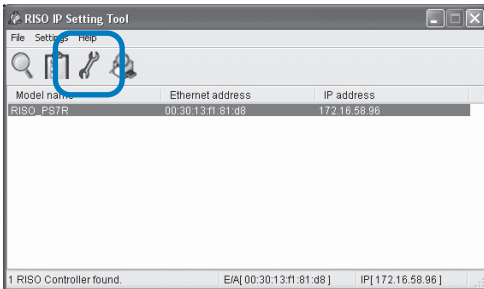 RISO IP Setting Tool
File Settings Help
Model name Ethernet address IP address
RISO_PS7R 00:30:13:f1:81:d8 172.16.58.96
1 RISO Controller found. E/A[ 00:30:13:f1:81:d8 ] IP[ 172.16.58.96 ]